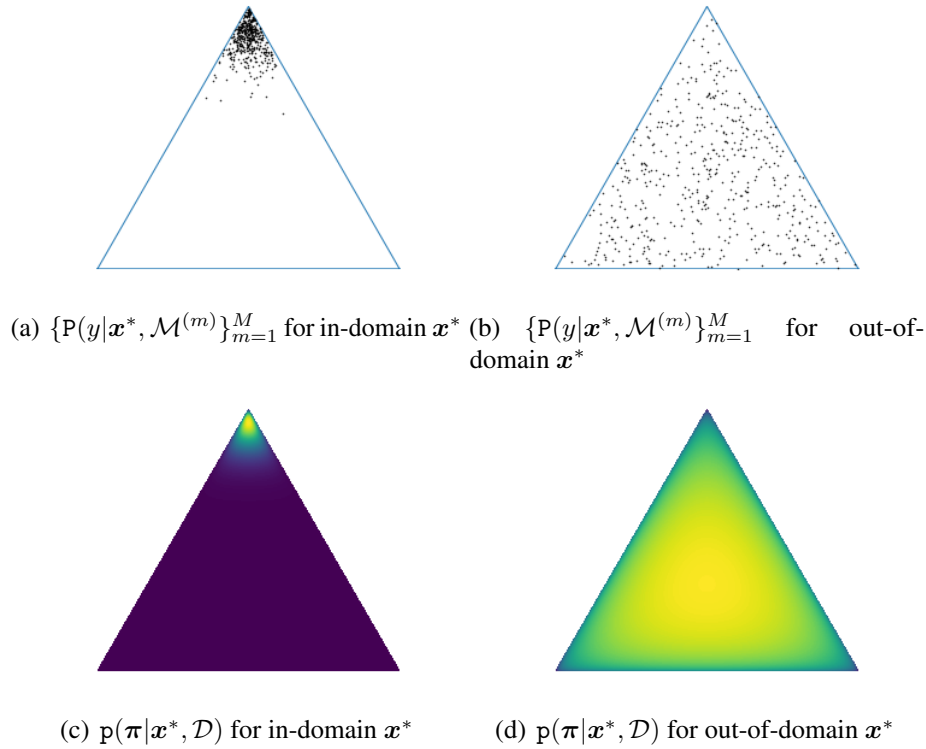 (a) {P(y|x*, M^(m)}_{m=1}^M for in-domain x*
(b) {P(y|x*, M^(m)}_{m=1}^M for out-of-
domain x*
(c) p(π|x*, D) for in-domain x*
(d) p(π|x*, D) for out-of-domain x*